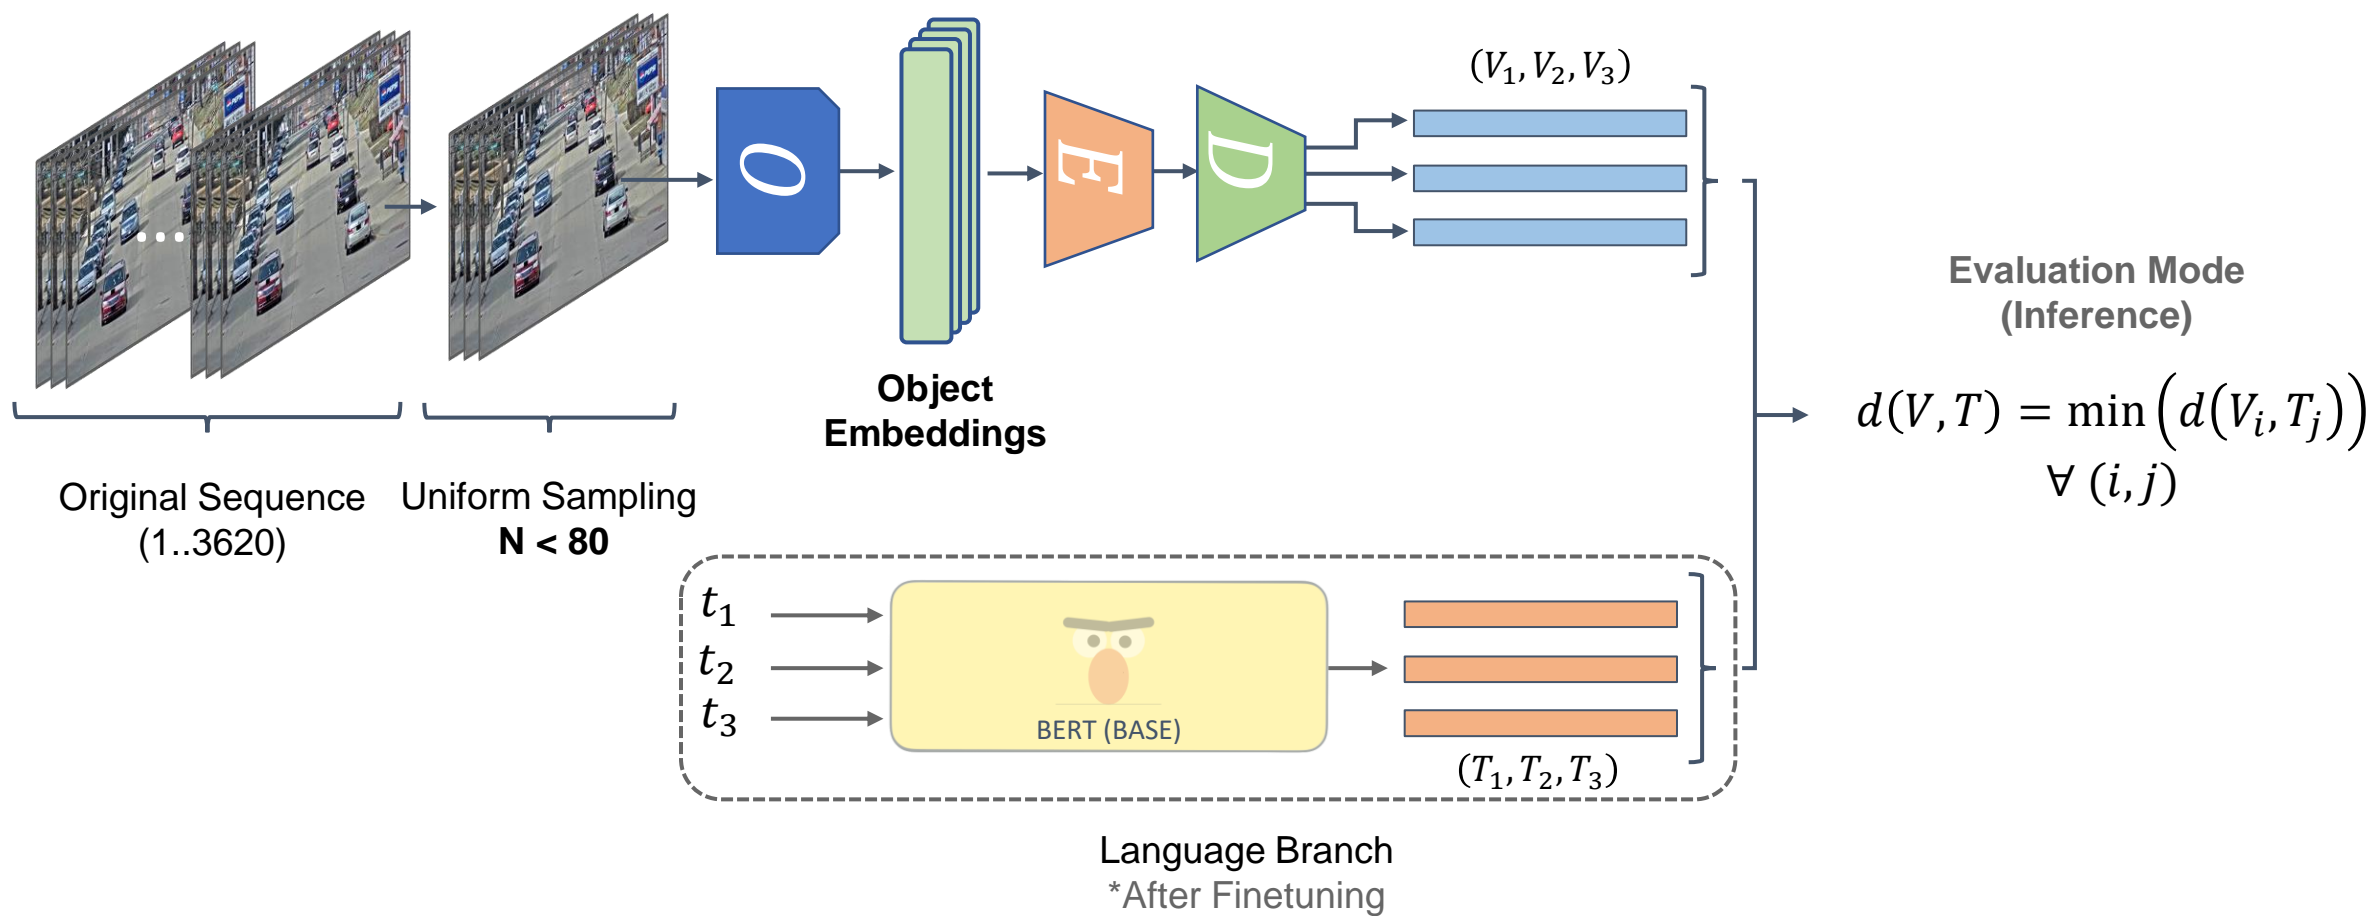 (V₁, V₂, V₃)
O
E
D
Object
Embeddings
Original Sequence
(1..3620)
Uniform Sampling
N < 80
Evaluation Mode
(Inference)
d(V, T) = min(d(Vᵢ, Tⱼ))
∀ (i, j)
t₁
t₂
t₃
BERT (BASE)
(T₁, T₂, T₃)
Language Branch
*After Finetuning